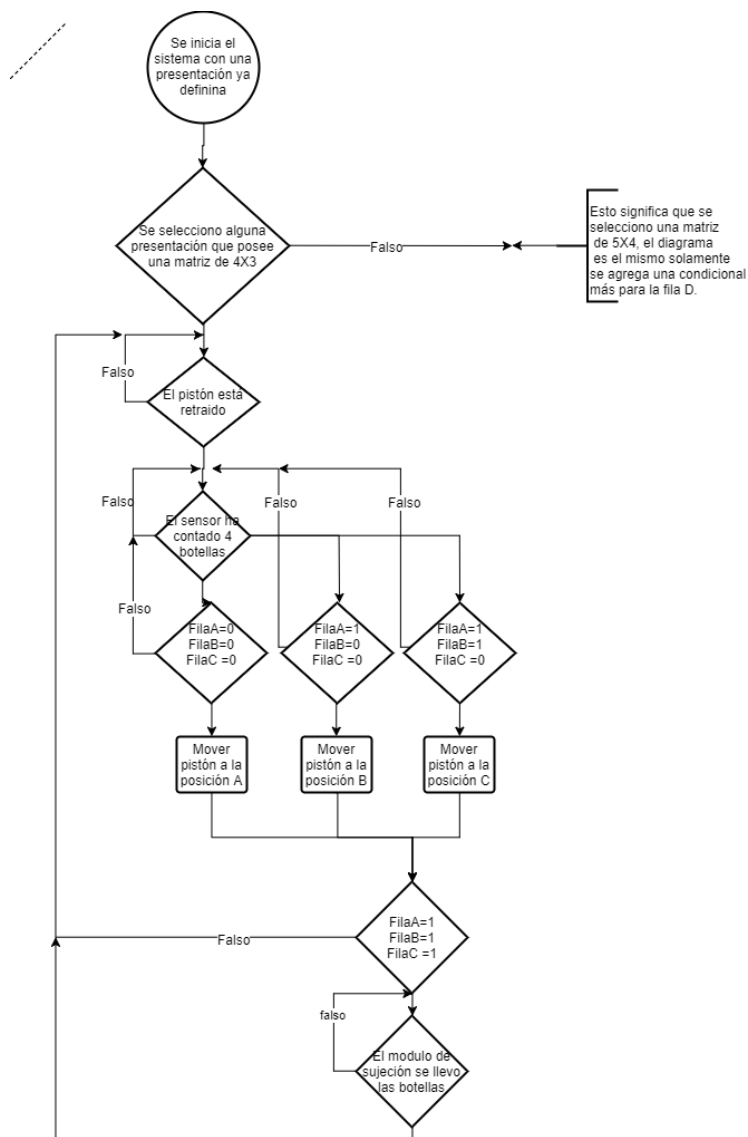 Se inicia el
sistema con una
presentación ya
definina
Se selecciono alguna
presentación que posee
una matriz de 4X3
Falso
Esto significa que se
selecciono una matriz
de 5X4, el diagrama
es el mismo solamente
se agrega una condicional
más para la fila D.
Falso
El pistón está
retraido
Falso
Falso
Falso
El sensor ha
contado 4
botellas
Falso
FilaA=0
FilaB=0
FilaC =0
FilaA=1
FilaB=0
FilaC =0
FilaA=1
FilaB=1
FilaC =0
Mover
pistón a la
posición A
Mover
pistón a la
posición B
Mover
pistón a la
posición C
FilaA=1
FilaB=1
FilaC =1
Falso
falso
El modulo de
sujeción se llevo
las botellas